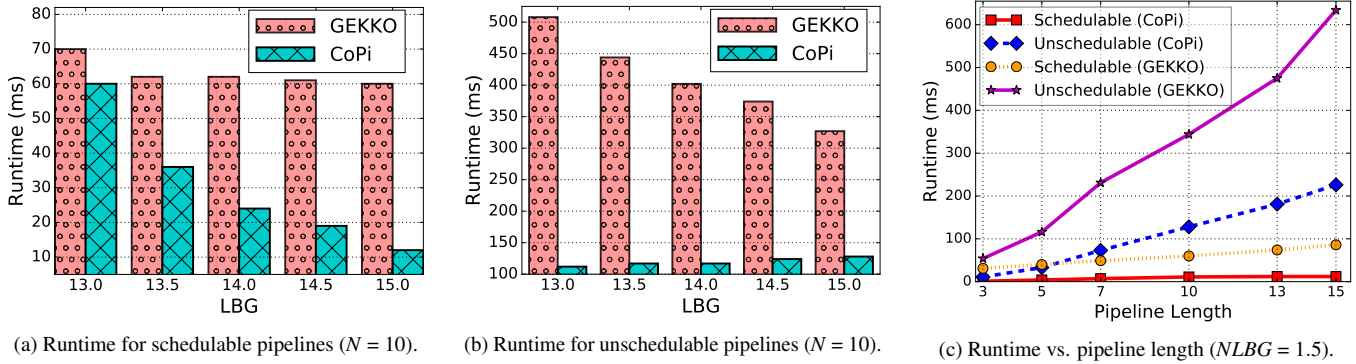 80
70
60
50
40
30
20
10
Runtime (ms)
GEKKO
CoPi
13.0 13.5 14.0 14.5 15.0
LBG
(a) Runtime for schedulable pipelines (N = 10).
500
450
400
350
300
250
200
150
100
Runtime (ms)
GEKKO
CoPi
13.0 13.5 14.0 14.5 15.0
LBG
(b) Runtime for unschedulable pipelines (N = 10).
600
500
400
300
200
100
0
Runtime (ms)
Schedulable (CoPi)
Unschedulable (CoPi)
Schedulable (GEKKO)
Unschedulable (GEKKO)
3 5 7 10 13 15
Pipeline Length
(c) Runtime vs. pipeline length (NLBG = 1.5).